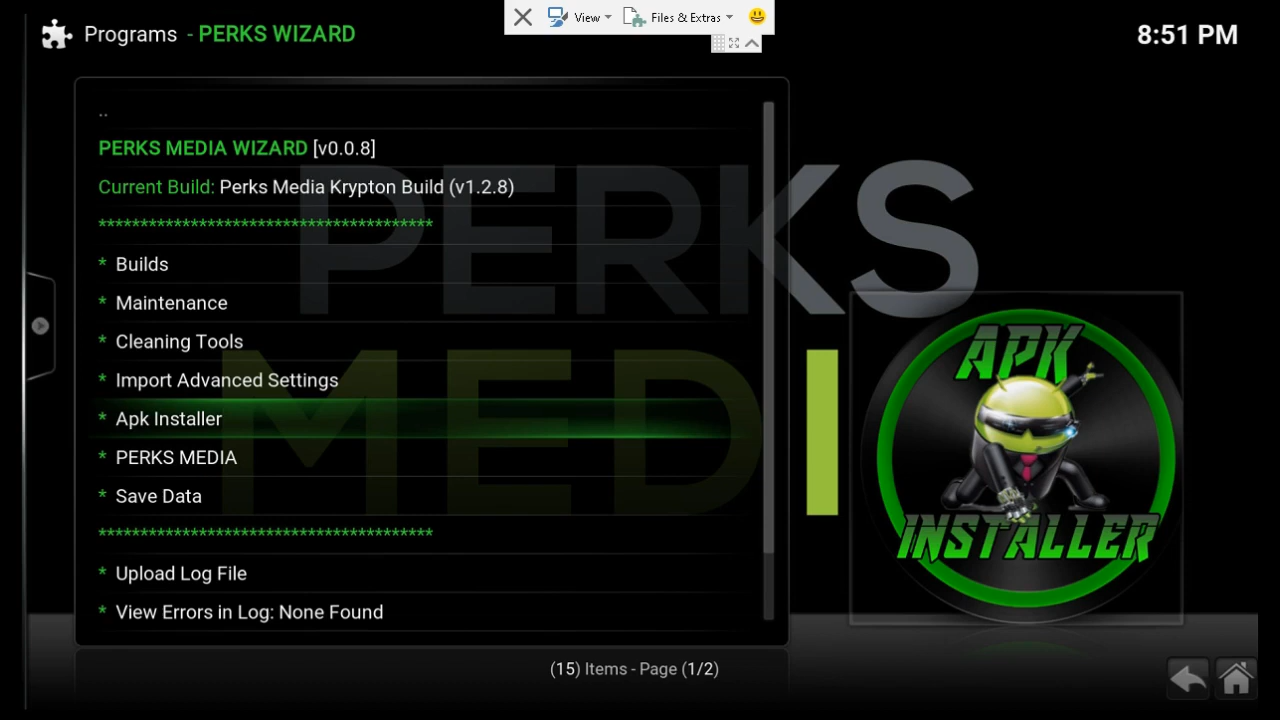 Programs - PERKS WIZARD
View
Files & Extras
8:51 PM
..
PERKS MEDIA WIZARD [v0.0.8]
Current Build: Perks Media Krypton Build (v1.2.8)
****************************************
* Builds
* Maintenance
* Cleaning Tools
* Import Advanced Settings
* Apk Installer
* PERKS MEDIA
* Save Data
****************************************
* Upload Log File
* View Errors in Log: None Found
(15) Items - Page (1/2)
PERKS
MEDI
APK
INSTALLER